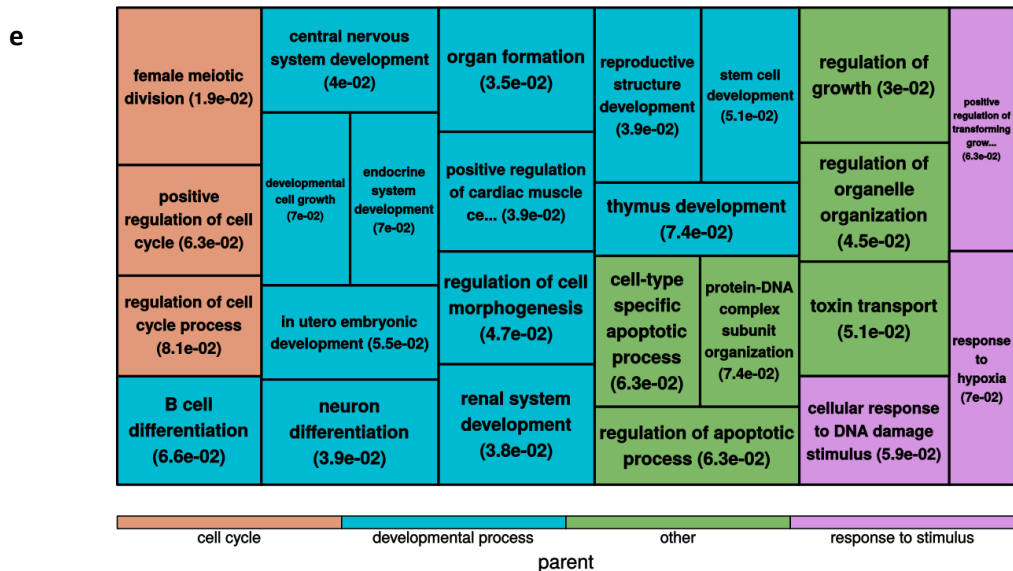 e
female meiotic
division (1.9e-02)
positive
regulation of cell
cycle (6.3e-02)
regulation of cell
cycle process
(8.1e-02)
B cell
differentiation
(6.6e-02)
central nervous
system development
(4e-02)
developmental
cell growth
(7e-02)
endocrine
system
development
(7e-02)
in utero embryonic
development (5.5e-02)
neuron
differentiation
(3.9e-02)
organ formation
(3.5e-02)
positive regulation
of cardiac muscle
ce... (3.9e-02)
regulation of cell
morphogenesis
(4.7e-02)
renal system
development
(3.8e-02)
reproductive
structure
development
(3.9e-02)
stem cell
development
(5.1e-02)
thymus development
(7.4e-02)
cell-type
specific
apoptotic
process
(6.3e-02)
protein-DNA
complex
subunit
organization
(7.4e-02)
regulation of apoptotic
process (6.3e-02)
regulation of
growth (3e-02)
regulation of
organelle
organization
(4.5e-02)
toxin transport
(5.1e-02)
cellular response
to DNA damage
stimulus (5.9e-02)
positive
regulation of
transforming
grow...
(6.3e-02)
response
to
hypoxia
(7e-02)
cell cycle
developmental process
other
response to stimulus
parent